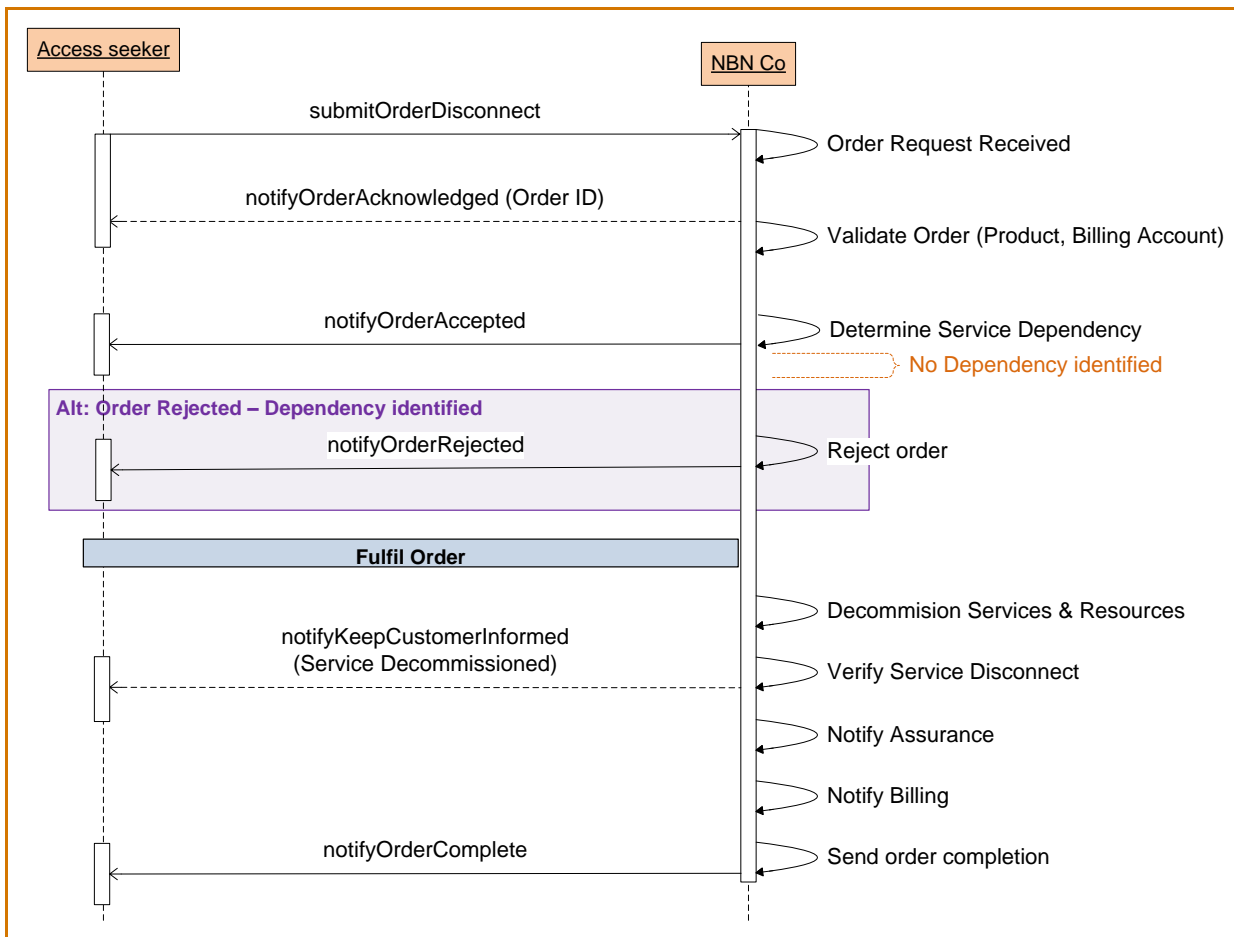 Access seeker
NBN Co
submitOrderDisconnect
Order Request Received
notifyOrderAcknowledged (Order ID)
Validate Order (Product, Billing Account)
notifyOrderAccepted
Determine Service Dependency
No Dependency identified
Alt: Order Rejected – Dependency identified
notifyOrderRejected
Reject order
Fulfil Order
Decommision Services & Resources
notifyKeepCustomerInformed
(Service Decommissioned)
Verify Service Disconnect
Notify Assurance
Notify Billing
notifyOrderComplete
Send order completion